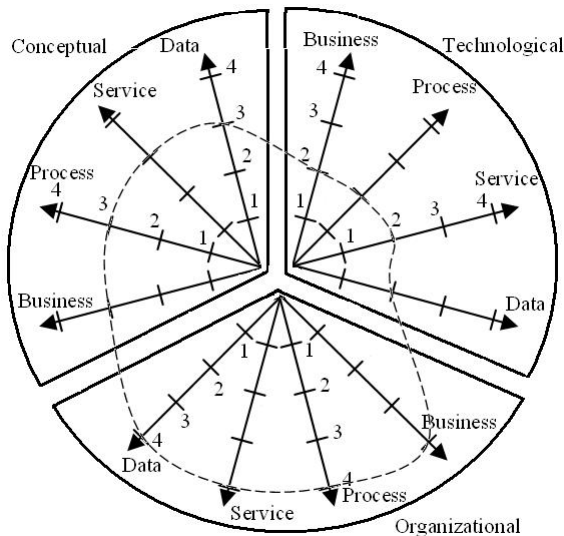 Conceptual
Data
4
Service
3
Process
4
2
3
2
1
1
Business
Business
Technological
4
Process
3
2
Service
4
3
2
1
1
Data
1
1
2
2
3
3
4
4
Data
Business
Process
Service
Organizational